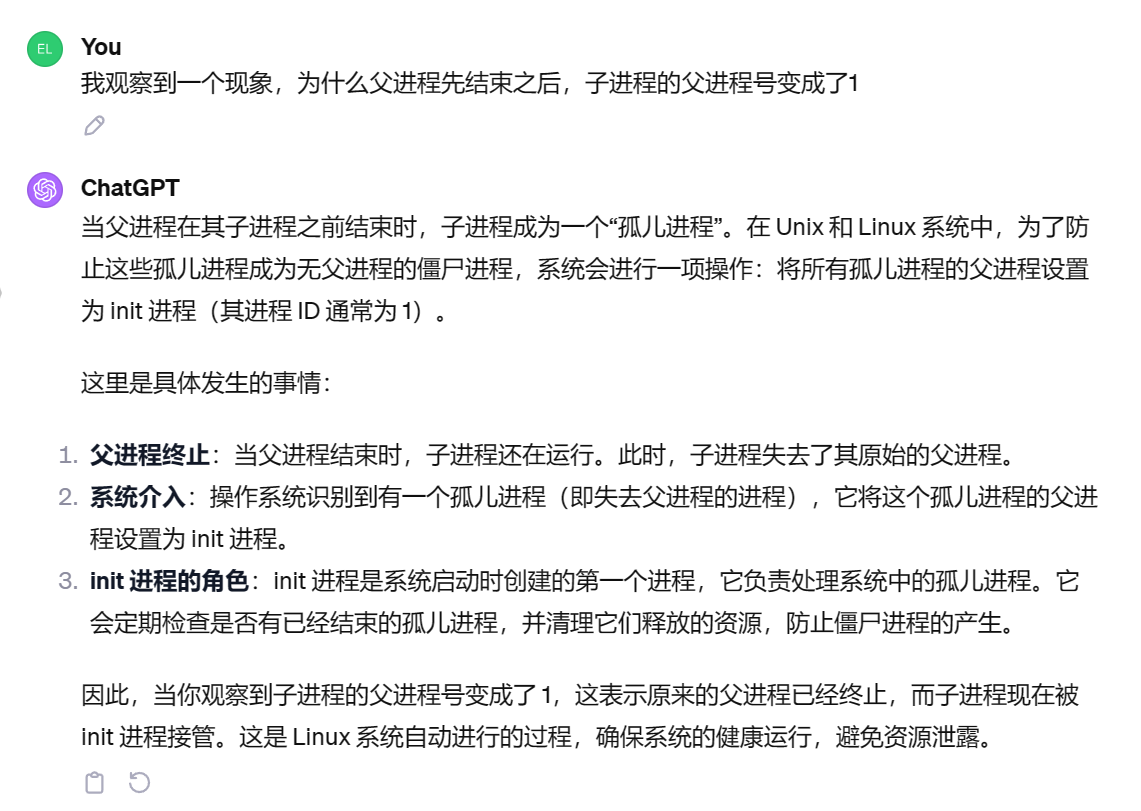 EL You
我观察到一个现象，为什么父进程先结束之后，子进程的父进程号变成了1
ChatGPT
当父进程在其子进程之前结束时，子进程成为一个“孤儿进程”。在 Unix 和 Linux 系统中，为了防
止这些孤儿进程成为无父进程的僵尸进程，系统会进行一项操作：将所有孤儿进程的父进程设置
为 init 进程（其进程 ID 通常为 1）。
这里是具体发生的事情：
1. 父进程终止：当父进程结束时，子进程还在运行。此时，子进程失去了其原始的父进程。
2. 系统介入：操作系统识别到有一个孤儿进程（即失去父进程的进程），它将这个孤儿进程的父进
程设置为 init 进程。
3. init 进程的角色：init 进程是系统启动时创建的第一个进程，它负责处理系统中的孤儿进程。它
会定期检查是否有已经结束的孤儿进程，并清理它们释放的资源，防止僵尸进程的产生。
因此，当你观察到子进程的父进程号变成了 1，这表示原来的父进程已经终止，而子进程现在被
init 进程接管。这是 Linux 系统自动进行的过程，确保系统的健康运行，避免资源泄露。